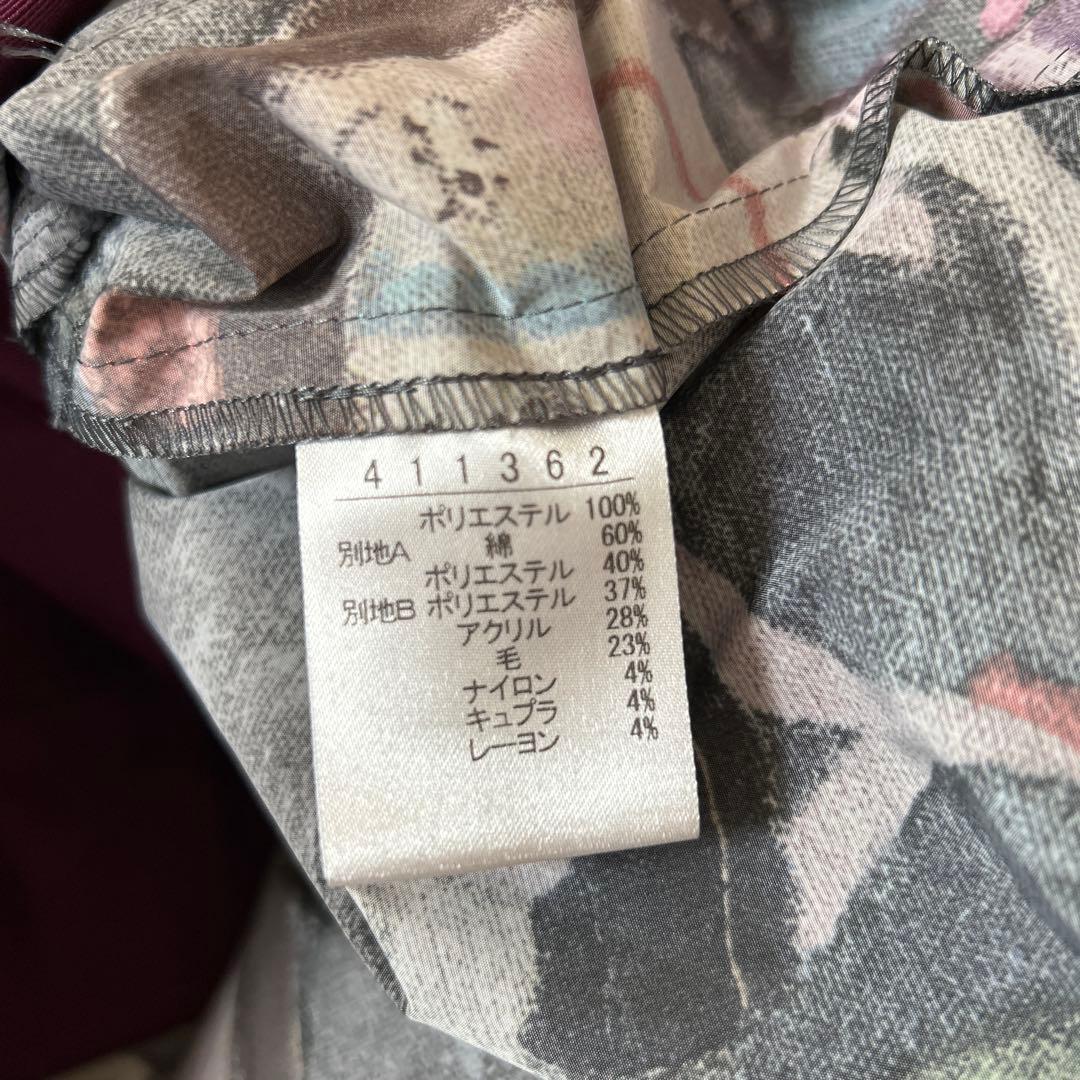 411362
ポリエステル 100%
別地A 綿 60%
ポリエステル 40%
別地B ポリエステル 37%
アクリル 28%
毛 23%
ナイロン 4%
キュプラ 4%
レーヨン 4%